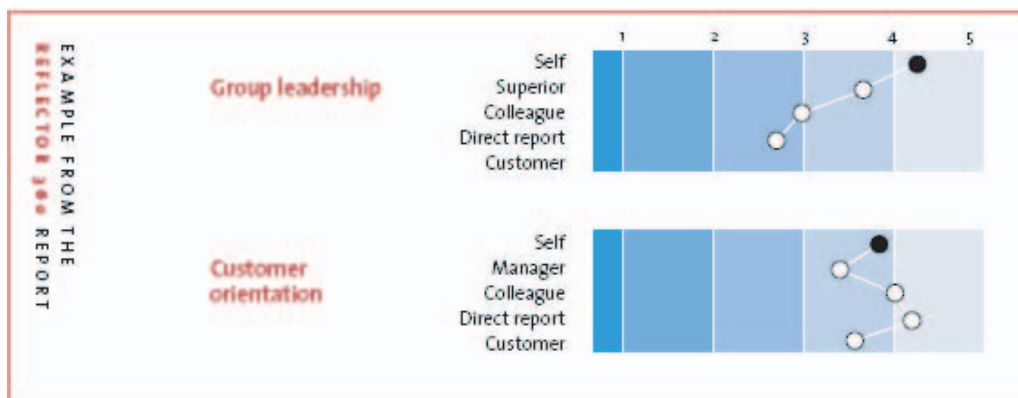 EXAMPLE FROM THE
REFLECTOR 360 REPORT
Group leadership
1 2 3 4 5
Self
Superior
Colleague
Direct report
Customer
Customer
orientation
Self
Manager
Colleague
Direct report
Customer